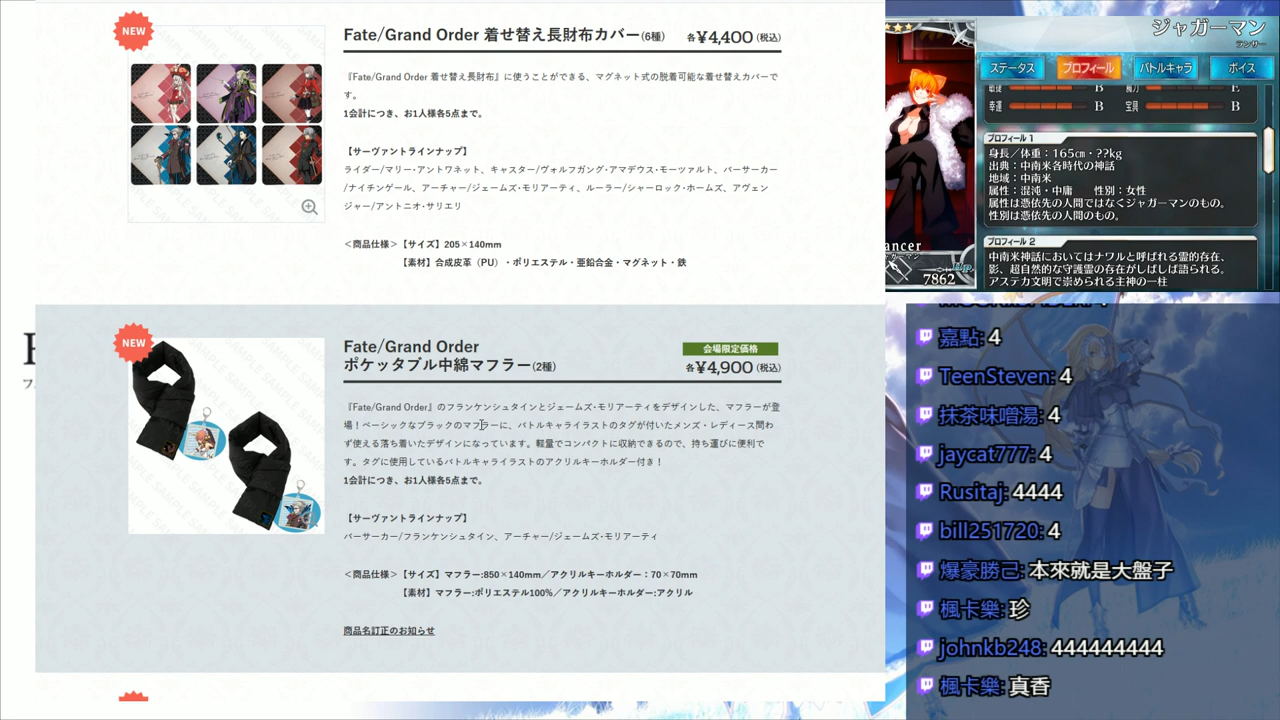 NEW
Fate/Grand Order 着せ替え長財布カバー(6種)
各¥4,400(税込)
『Fate/Grand Order 着せ替え長財布』に使うことができる、マグネット式の脱着可能な着せ替えカバーで
す。
1会計につき、お1人様各5点まで。
【サーヴァントラインナップ】
ライダー/マリー･アントワネット、キャスター/ヴォルフガング･アマデウス･モーツァルト、バーサーカー
/ナイチンゲール、アーチャー/ジェームズ･モリアーティ、ルーラー/シャーロック･ホームズ、アヴェン
ジャー/アントニオ･サリエリ
＜商品仕様＞【サイズ】205×140mm
【素材】合成皮革（PU）・ポリエステル・亜鉛合金・マグネット・鉄
NEW
Fate/Grand Order
ポケッタブル中綿マフラー(2種)
会場限定価格
各¥4,900(税込)
『Fate/Grand Order』のフランケンシュタインとジェームズ･モリアーティをデザインした、マフラーが登
場！ベーシックなブラックのマフラーに、バトルキャライラストのタグが付いたメンズ・レディース問わ
ず使える落ち着いたデザインになっています。軽量でコンパクトに収納できるので、持ち運びに便利で
す。タグに使用しているバトルキャライラストのアクリルキーホルダー付き！
1会計につき、お1人様各5点まで。
【サーヴァントラインナップ】
バーサーカー/フランケンシュタイン、アーチャー/ジェームズ･モリアーティ
＜商品仕様＞【サイズ】マフラー:850×140mm／アクリルキーホルダー：70×70mm
【素材】マフラー:ポリエステル100%／アクリルキーホルダー:アクリル
商品名訂正のお知らせ
ジャガーマン
ランサー
ステータス
プロフィール
バトルキャラ
ボイス
敏捷 B
魔力 E
幸運 B
宝具 B
プロフィール 1
身長／体重：165cm・??kg
出典：中南米各時代の神話
地域：中南米
属性：混沌・中庸 性別：女性
属性は憑依先の人間ではなくジャガーマンのもの。
性別は憑依先の人間のもの。
プロフィール 2
中南米神話においてはナワルと呼ばれる霊的存在、
影、超自然的な守護霊の存在がしばしば語られる。
アステカ文明で崇められる主神の一柱
ancer
ガーマン
7862
嘉點: 4
TeenSteven: 4
抹茶味噌湯: 4
jaycat777: 4
Rusitaj: 4444
bill251720: 4
爆豪勝己: 本來就是大盤子
楓卡樂: 珍
johnkb248: 444444444
楓卡樂: 真香